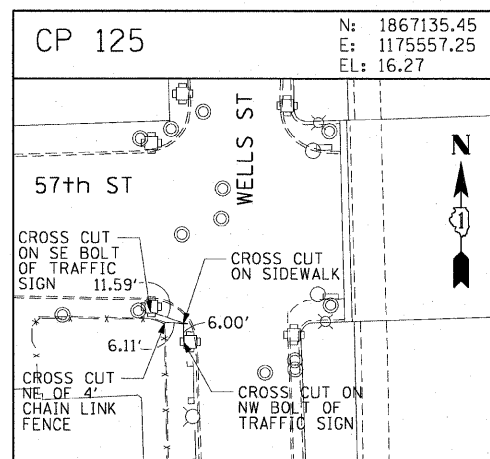 CP 125
N: 1867135.45
E: 1175557.25
EL: 16.27
WELLS ST
57th ST
N
1
CROSS CUT
ON SE BOLT
OF TRAFFIC
SIGN
11.59'
CROSS CUT
ON SIDEWALK
6.00'
6.11'
CROSS CUT
NE OF 4'
CHAIN LINK
FENCE
CROSS CUT ON
NW BOLT OF
TRAFFIC SIGN